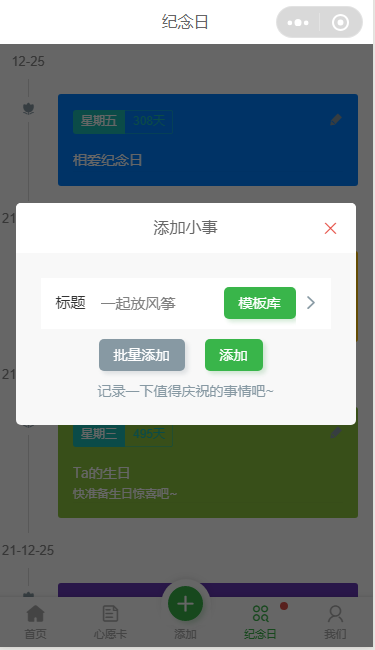 纪念日
12-25
星期五 308天
相爱纪念日
21
添加小事
标题 一起放风筝 模板库
批量添加 添加
记录一下值得庆祝的事情吧~
21
星期三 495天
Ta的生日
快准备生日惊喜吧~
21-12-25
首页 心愿卡 添加 纪念日 我们